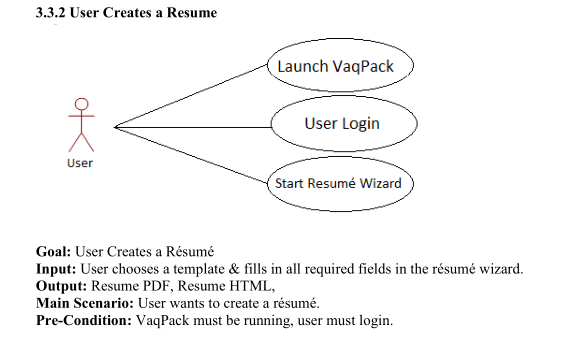 3.3.2 User Creates a Resume
Launch VaqPack
User Login
User
Start Resumé Wizard
Goal: User Creates a Résumé
Input: User chooses a template & fills in all required fields in the résumé wizard.
Output: Resume PDF, Resume HTML,
Main Scenario: User wants to create a résumé.
Pre-Condition: VaqPack must be running, user must login.